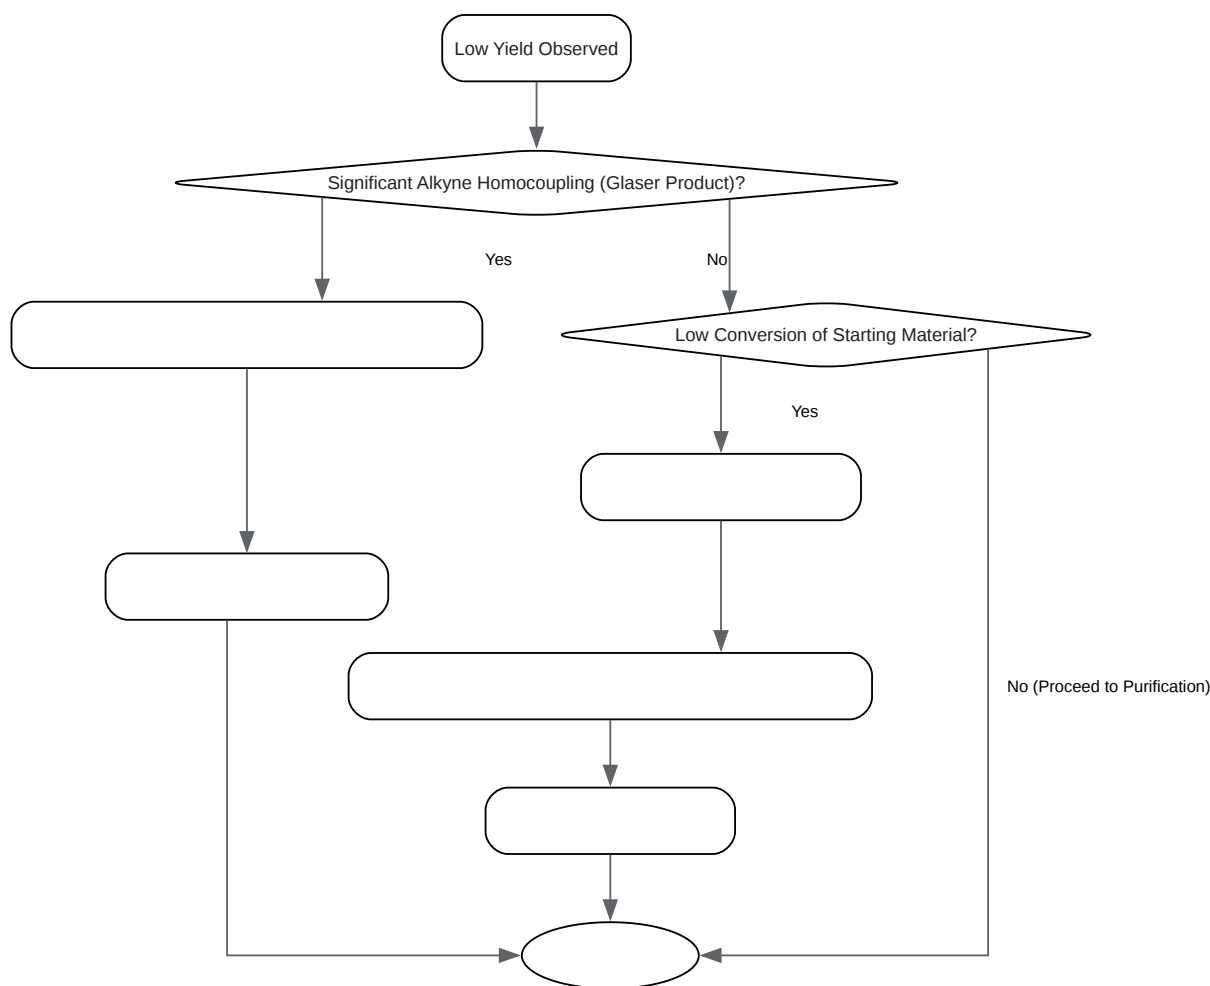 Low Yield Observed
Significant Alkyne Homocoupling (Glaser Product)?
Yes
No
Low Conversion of Starting Material?
Yes
No (Proceed to Purification)